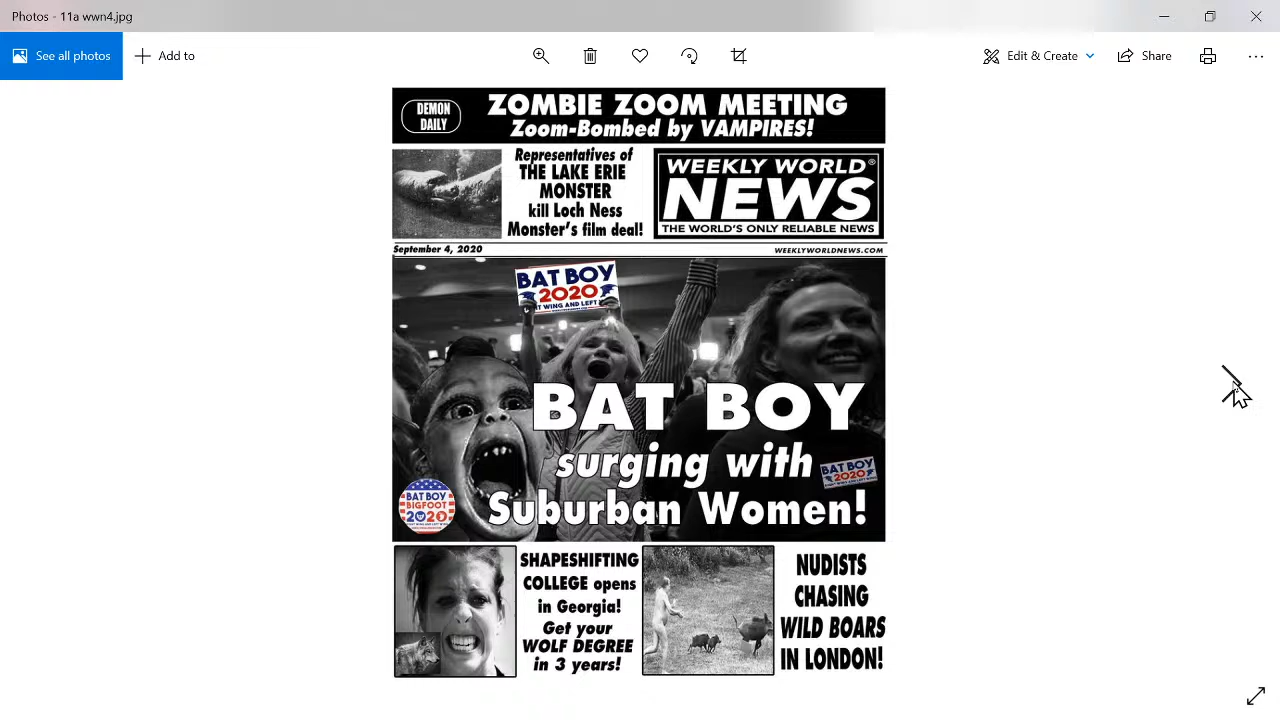 Photos - 11a wn4.jpg
See all photos
Add to
Edit & Create
Share
DEMON
DAILY
ZOMBIE ZOOM MEETING
Zoom-Bombed by VAMPIRES!
Representatives of
THE LAKE ERIE
MONSTER
kill Loch Ness
Monster's film deal!
WEEKLY WORLD®
NEWS
THE WORLD'S ONLY RELIABLE NEWS
September 4, 2020
WEEKLYWORLDNEWS.COM
BAT BOY
2020
WING AND LEFT
BAT BOY
surging with
Suburban Women!
BAT BOY
2020
BAT BOY
BIGFOOT
2020
SHAPESHIFTING
COLLEGE opens
in Georgia!
Get your
WOLF DEGREE
in 3 years!
NUDISTS
CHASING
WILD BOARS
IN LONDON!